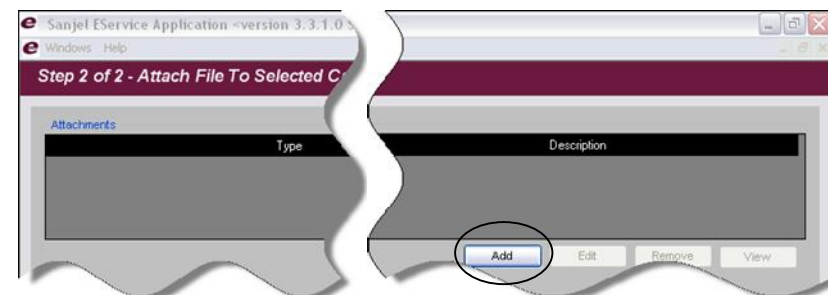 Sanjel EService Application <version 3.3.1.0
Windows Help
Step 2 of 2 - Attach File To Selected
Attachments
Type Description
Add Edit Remove View